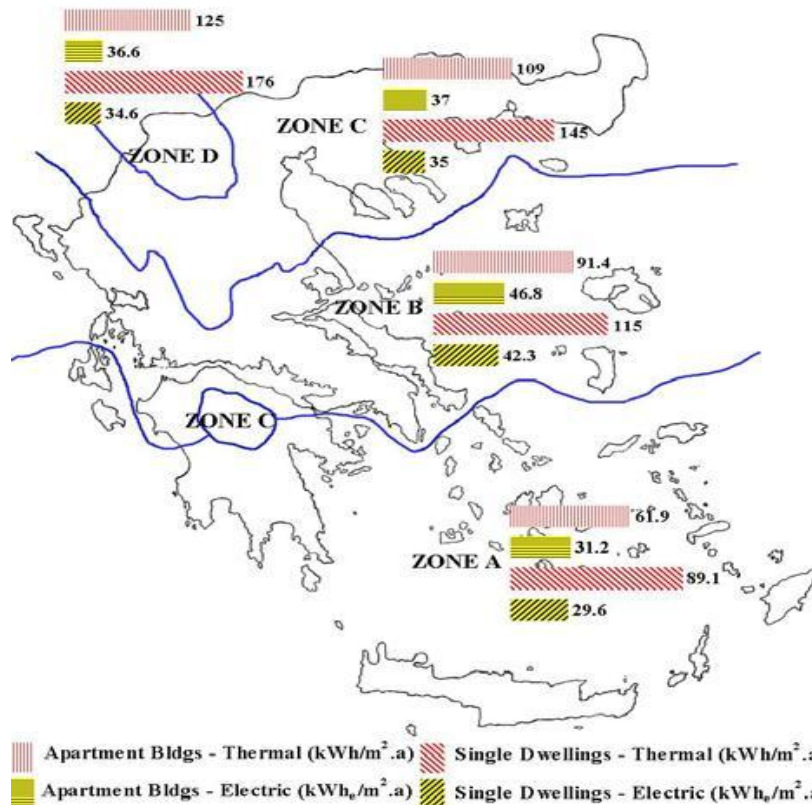 125
36.6
176
34.6
ZONE D
109
37
ZONE C
145
35
91.4
46.8
ZONE B
115
42.3
ZONE C
61.9
31.2
ZONE A
89.1
29.6
Apartment Bldgs - Thermal (kWh/m².a)
Single Dwellings - Thermal (kWh/m².a
Apartment Bldgs - Electric (kWhₑ/m².a)
Single Dwellings - Electric (kWhₑ/m².a